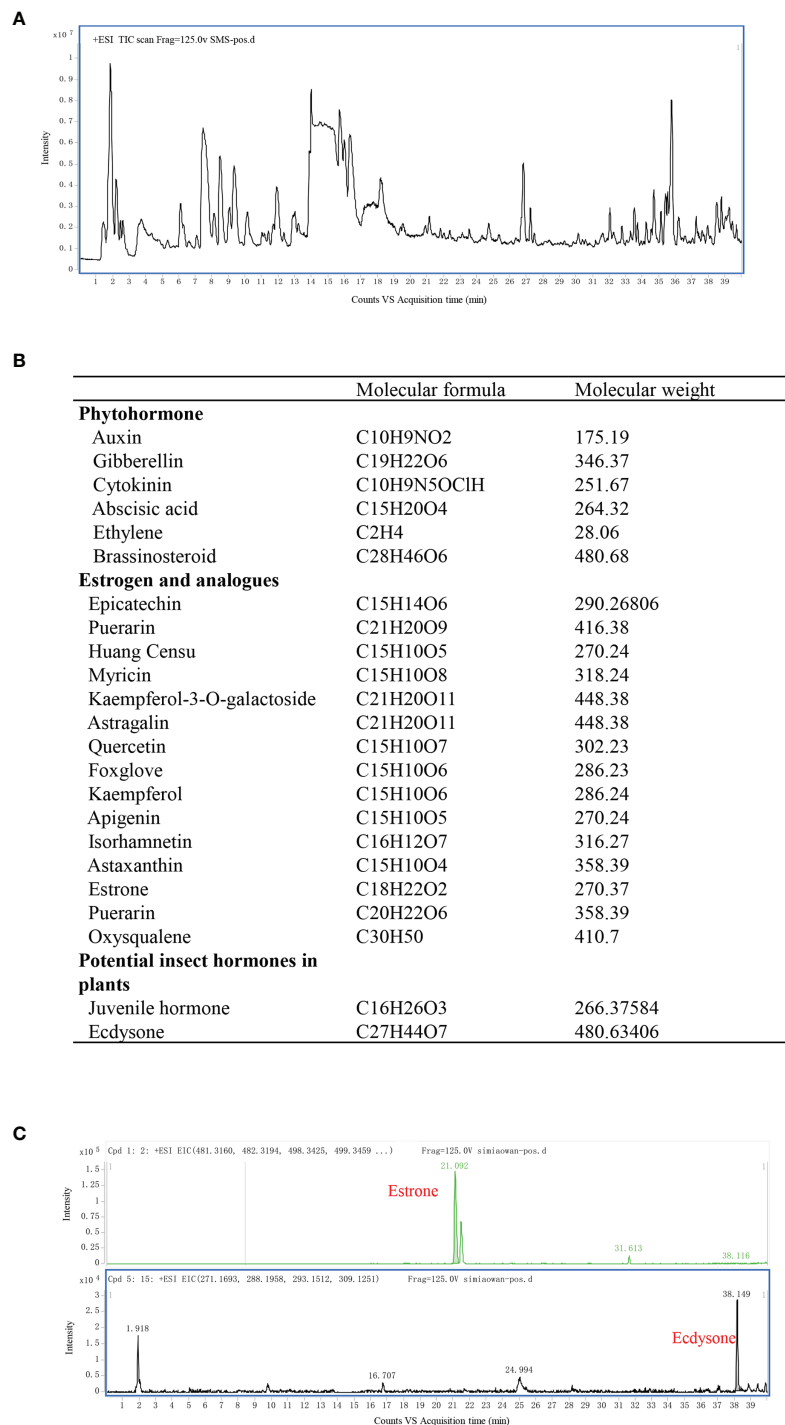 A
x10 7
+ESI TIC scan Frag=125.0v SMS-pos.d
1
1
0.9
0.8
0.7
0.6
0.5
0.4
0.3
0.2
0.1
0
Intensity
1 2 3 4 5 6 7 8 9 10 11 12 13 14 15 16 17 18 19 20 21 22 23 24 25 26 27 28 29 30 31 32 33 34 35 36 37 38 39
Counts VS Acquisition time (min)
B
Molecular formula Molecular weight
Phytohormone
Auxin C10H9NO2 175.19
Gibberellin C19H22O6 346.37
Cytokinin C10H9N5OClH 251.67
Abscisic acid C15H20O4 264.32
Ethylene C2H4 28.06
Brassinosteroid C28H46O6 480.68
Estrogen and analogues
Epicatechin C15H14O6 290.26806
Puerarin C21H20O9 416.38
Huang Censu C15H10O5 270.24
Myricin C15H10O8 318.24
Kaempferol-3-O-galactoside C21H20O11 448.38
Astragalin C21H20O11 448.38
Quercetin C15H10O7 302.23
Foxglove C15H10O6 286.23
Kaempferol C15H10O6 286.24
Apigenin C15H10O5 270.24
Isorhamnetin C16H12O7 316.27
Astaxanthin C15H10O4 358.39
Estrone C18H22O2 270.37
Puerarin C20H22O6 358.39
Oxysqualene C30H50 410.7
Potential insect hormones in
plants
Juvenile hormone C16H26O3 266.37584
Ecdysone C27H44O7 480.63406
C
x10 5 Cpd 1: 2: +ESI EIC(481.3160, 482.3194, 498.3425, 499.3459 ...) Frag=125.0V simiaowan-pos.d
1 21.092 1
1.5
1.25
1
0.75
0.5
0.25
0
Intensity
Estrone
31.613
38.116
x10 4 Cpd 5: 15: +ESI EIC(271.1693, 288.1958, 293.1512, 309.1251) Frag=125.0V simiaowan-pos.d
1 38.149 1
3
2.5
2
1.5
1
0.5
0
Intensity
1.918
Ecdysone
16.707
24.994
1 2 3 4 5 6 7 8 9 10 11 12 13 14 15 16 17 18 19 20 21 22 23 24 25 26 27 28 29 30 31 32 33 34 35 36 37 38 39
Counts VS Acquisition time (min)